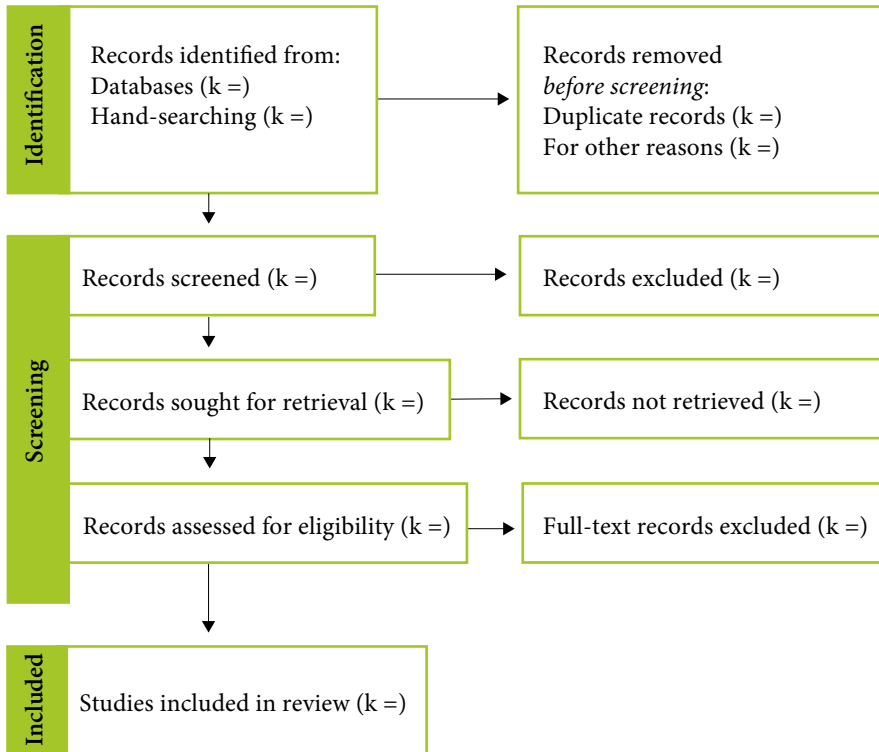 Identification
Records identified from:
Databases (k =)
Hand-searching (k =)
Records removed
before screening:
Duplicate records (k =)
For other reasons (k =)
Screening
Records screened (k =)
Records excluded (k =)
Records sought for retrieval (k =)
Records not retrieved (k =)
Records assessed for eligibility (k =)
Full-text records excluded (k =)
Included
Studies included in review (k =)